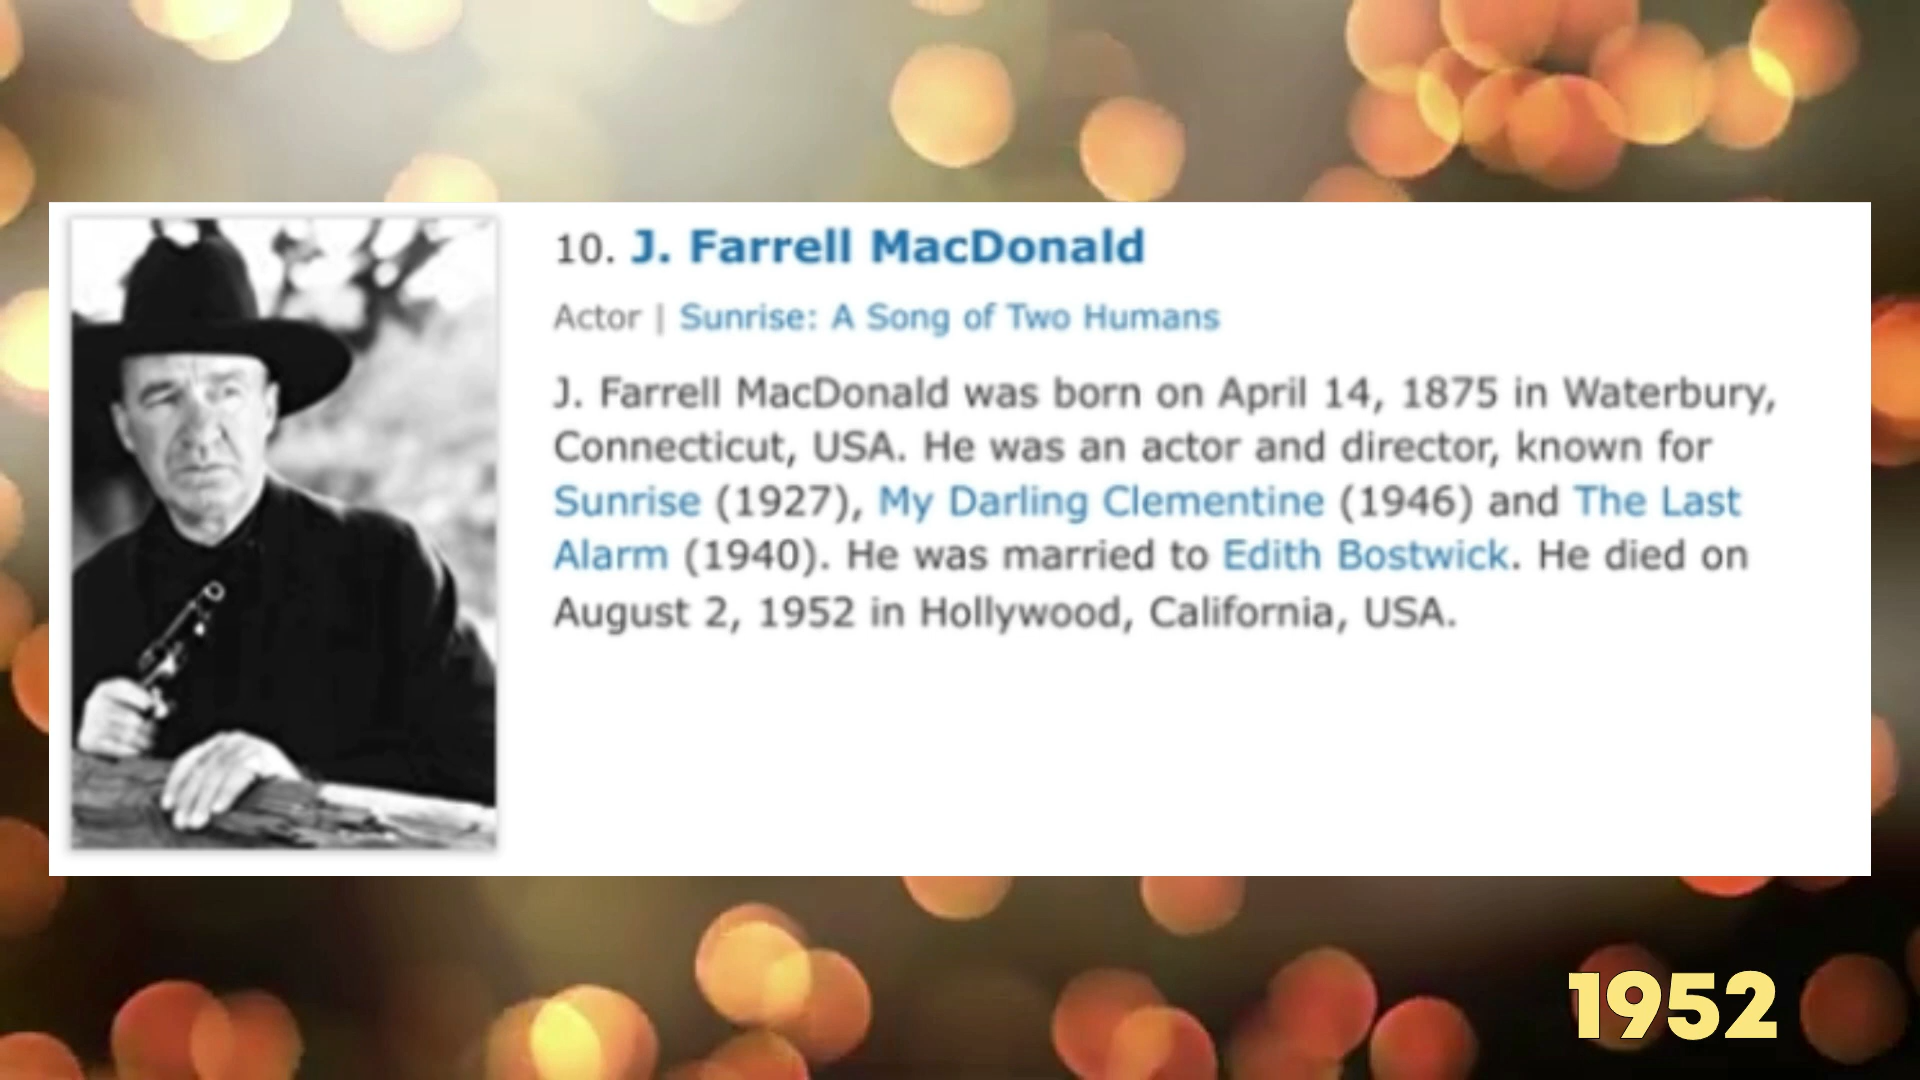 10. J. Farrell MacDonald
Actor | Sunrise: A Song of Two Humans
J. Farrell MacDonald was born on April 14, 1875 in Waterbury,
Connecticut, USA. He was an actor and director, known for
Sunrise (1927), My Darling Clementine (1946) and The Last
Alarm (1940). He was married to Edith Bostwick. He died on
August 2, 1952 in Hollywood, California, USA.
1952